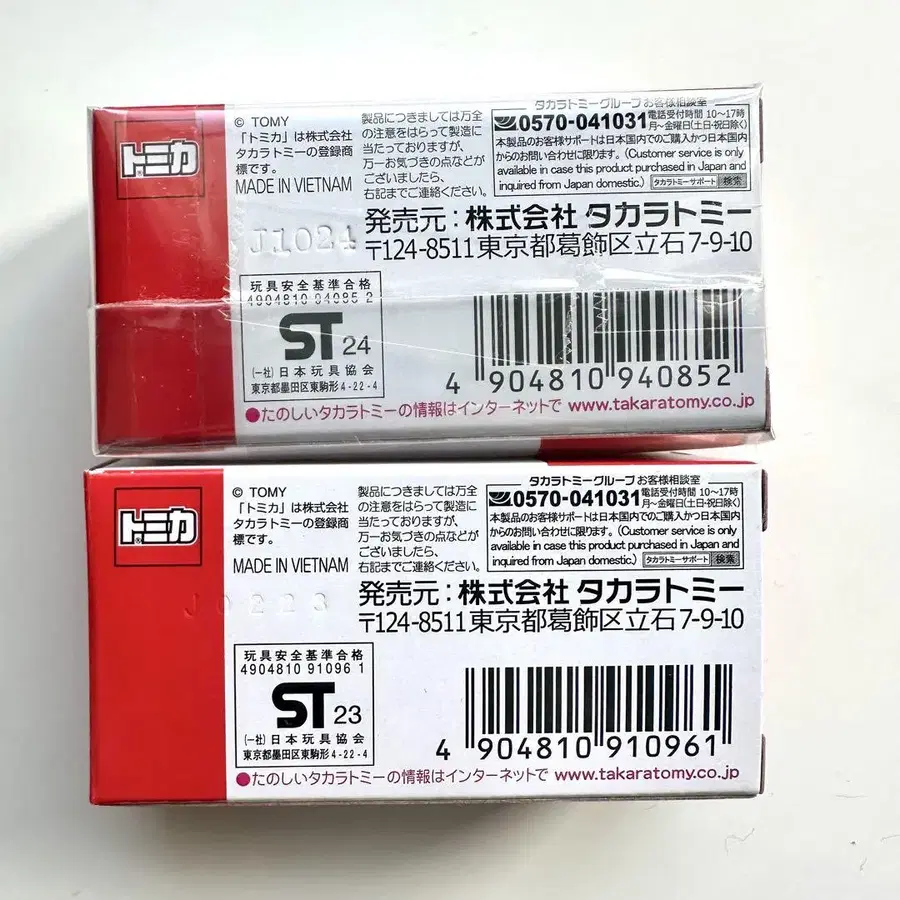 トミカ
© TOMY
「トミカ」は株式会社
タカラトミーの登録商
標です。
MADE IN VIETNAM
J1024
製品につきましては万全
の注意をはらって製造に
当たっておりますが、
万一お気づきの点などが
ございましたら、
右記までご連絡ください。
タカラトミーグループ お客様相談室
0570-041031 電話受付時間 10〜17時
月〜金曜日(土日・祝日除く)
本製品のお客様サポートは日本国内でのご購入かつ日本国内
からのお問い合わせに限ります。(Customer service is only
available in case this product purchased in Japan and
inquired from Japan domestic.) タカラトミーサポート 検索
発売元：株式会社 タカラトミー
〒124-8511東京都葛飾区立石7-9-10
玩具安全基準合格
4904810 94085 2
ST 24
(一社)日本玩具協会
東京都墨田区東駒形4-22-4
4 904810 940852
●たのしいタカラトミーの情報はインターネットで www.takaratomy.co.jp
トミカ
© TOMY
「トミカ」は株式会社
タカラトミーの登録商
標です。
MADE IN VIETNAM
J0223
製品につきましては万全
の注意をはらって製造に
当たっておりますが、
万一お気づきの点などが
ございましたら、
右記までご連絡ください。
タカラトミーグループ お客様相談室
0570-041031 電話受付時間 10〜17時
月〜金曜日(土日・祝日除く)
本製品のお客様サポートは日本国内でのご購入かつ日本国内
からのお問い合わせに限ります。(Customer service is only
available in case this product purchased in Japan and
inquired from Japan domestic.) タカラトミーサポート 検索
発売元：株式会社 タカラトミー
〒124-8511東京都葛飾区立石7-9-10
玩具安全基準合格
4904810 91096 1
ST 23
(一社)日本玩具協会
東京都墨田区東駒形4-22-4
4 904810 910961
●たのしいタカラトミーの情報はインターネットで www.takaratomy.co.jp